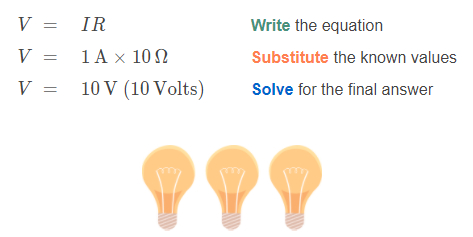 V = IR Write the equation
V = 1 A × 10 Ω Substitute the known values
V = 10 V (10 Volts) Solve for the final answer